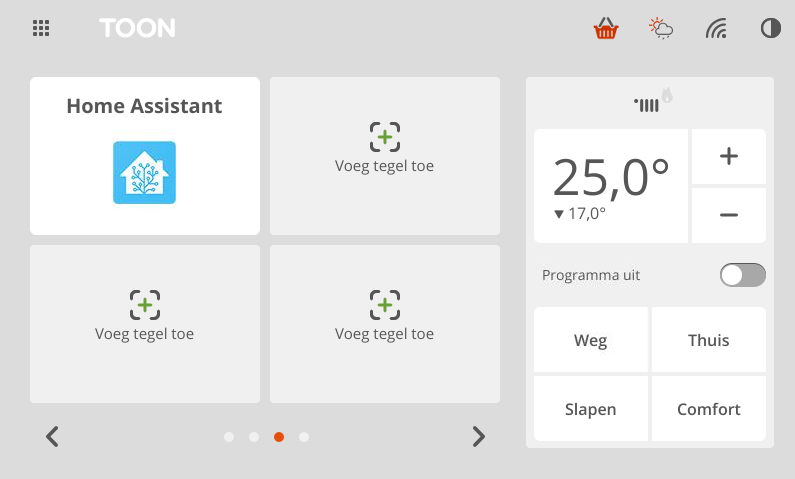 TOON
Home Assistant
Voeg tegel toe
Voeg tegel toe
Voeg tegel toe
25,0°
▼ 17,0°
+
−
Programma uit
Weg
Thuis
Slapen
Comfort